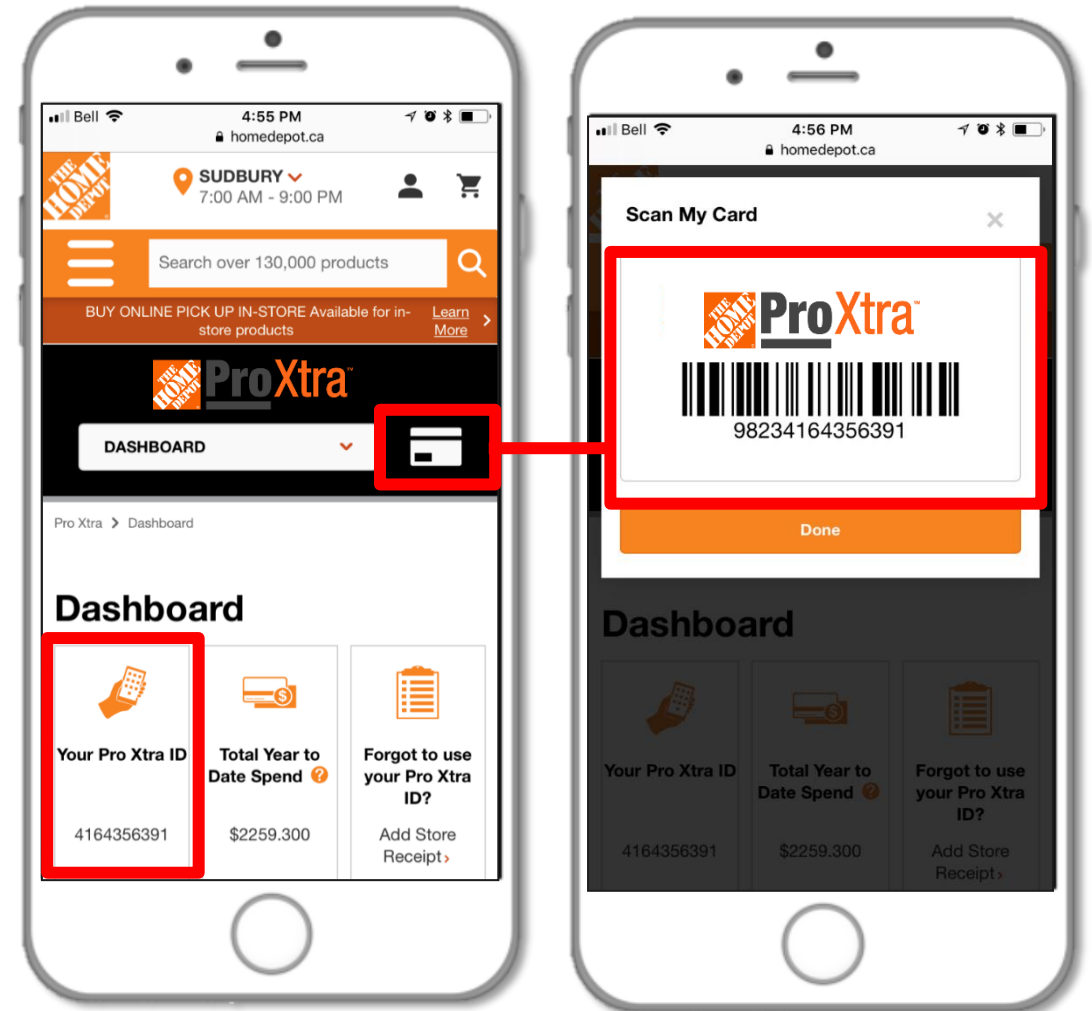 Bell
4:55 PM
homedepot.ca
THE HOME DEPOT
SUDBURY
7:00 AM - 9:00 PM
Search over 130,000 products
BUY ONLINE PICK UP IN-STORE Available for in-
store products
Learn
More
THE HOME DEPOT
ProXtra™
DASHBOARD
Pro Xtra > Dashboard
Dashboard
Your Pro Xtra ID
4164356391
Total Year to
Date Spend ?
$2259.300
Forgot to use
your Pro Xtra
ID?
Add Store
Receipt>
Bell
4:56 PM
homedepot.ca
Scan My Card
×
THE HOME DEPOT
ProXtra™
98234164356391
Done
Dashboard
Your Pro Xtra ID
4164356391
Total Year to
Date Spend ?
$2259.300
Forgot to use
your Pro Xtra
ID?
Add Store
Receipt>